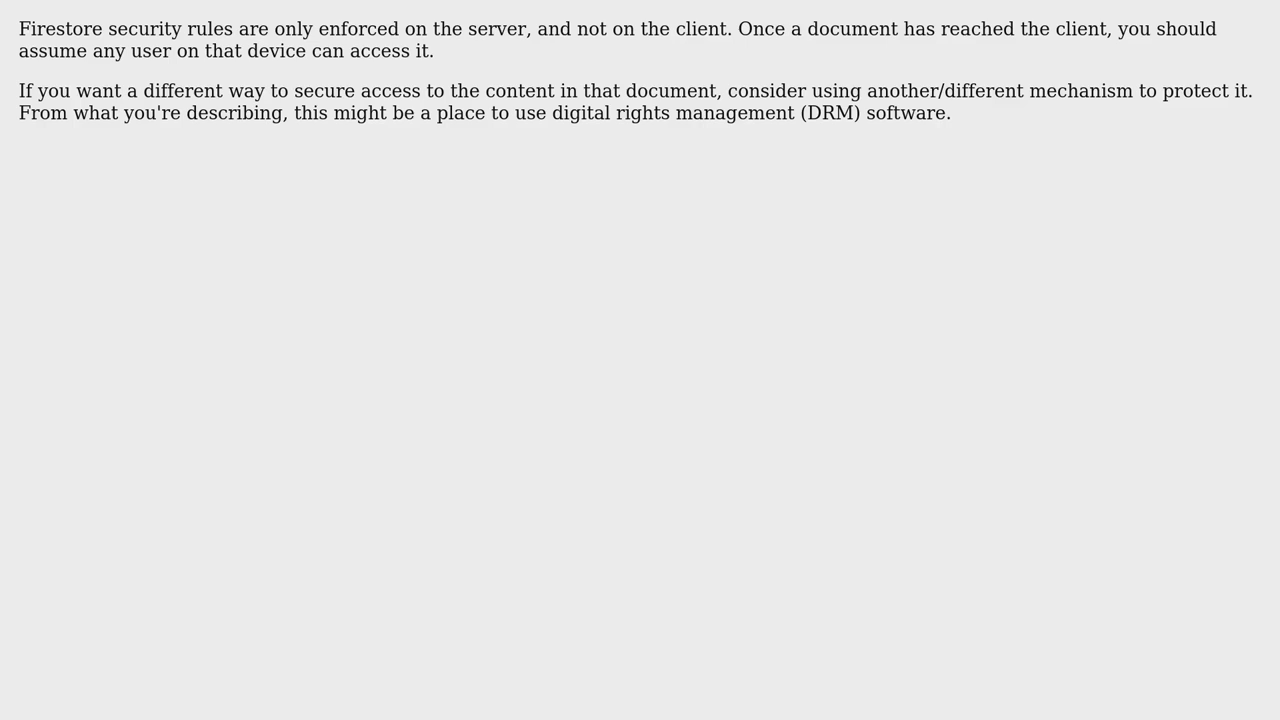 Firestore security rules are only enforced on the server, and not on the client. Once a document has reached the client, you should
assume any user on that device can access it.
If you want a different way to secure access to the content in that document, consider using another/different mechanism to protect it.
From what you're describing, this might be a place to use digital rights management (DRM) software.